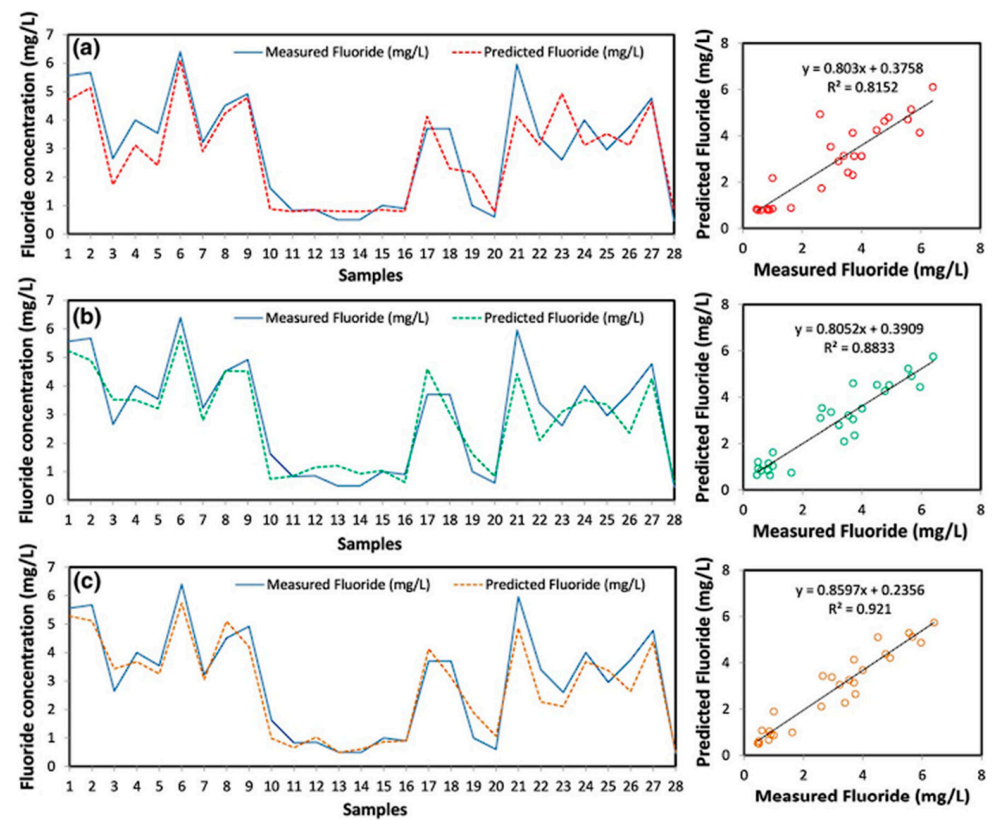 (a)
Measured Fluoride (mg/L)
Predicted Fluoride (mg/L)
Fluoride concentration (mg/L)
7
6
5
4
3
2
1
0
1 2 3 4 5 6 7 8 9 10 11 12 13 14 15 16 17 18 19 20 21 22 23 24 25 26 27 28
Samples
y = 0.803x + 0.3758
R² = 0.8152
Predicted Fluoride (mg/L)
8
6
4
2
0
0 2 4 6 8
Measured Fluoride (mg/L)
(b)
Measured Fluoride (mg/L)
Predicted Fluoride (mg/L)
Fluoride concentration (mg/L)
7
6
5
4
3
2
1
0
1 2 3 4 5 6 7 8 9 10 11 12 13 14 15 16 17 18 19 20 21 22 23 24 25 26 27 28
Samples
y = 0.8052x + 0.3909
R² = 0.8833
Predicted Fluoride (mg/L)
8
6
4
2
0
0 2 4 6 8
Measured Fluoride (mg/L)
(c)
Measured Fluoride (mg/L)
Predicted Fluoride (mg/L)
Fluoride concentration (mg/L)
7
6
5
4
3
2
1
0
1 2 3 4 5 6 7 8 9 10 11 12 13 14 15 16 17 18 19 20 21 22 23 24 25 26 27 28
Samples
y = 0.8597x + 0.2356
R² = 0.921
Predicted Fluoride (mg/L)
8
6
4
2
0
0 2 4 6 8
Measured Fluoride (mg/L)